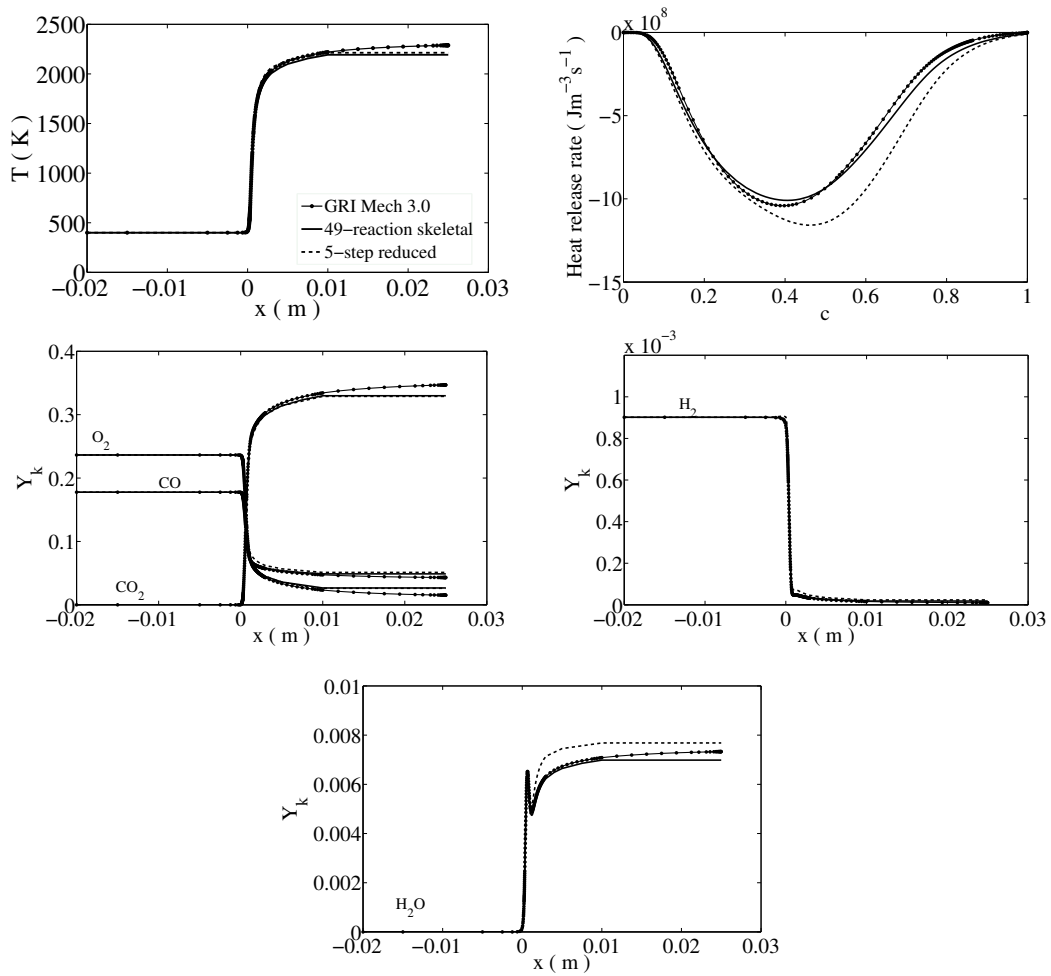 2500
2000
1500
1000
500
0
T ( K )
−0.02 −0.01 0 0.01 0.02 0.03
x ( m )
GRI Mech 3.0
49−reaction skeletal
5−step reduced
x 10⁸
0
−5
−10
−15
Heat release rate ( Jm⁻³s⁻¹ )
0 0.2 0.4 0.6 0.8 1
c
0.4
0.3
0.2
0.1
0
Y_k
O₂
CO
CO₂
−0.02 −0.01 0 0.01 0.02 0.03
x ( m )
x 10⁻³
1
0.8
0.6
0.4
0.2
0
Y_k
H₂
−0.02 −0.01 0 0.01 0.02 0.03
x ( m )
0.01
0.008
0.006
0.004
0.002
0
Y_k
H₂O
−0.02 −0.01 0 0.01 0.02 0.03
x ( m )